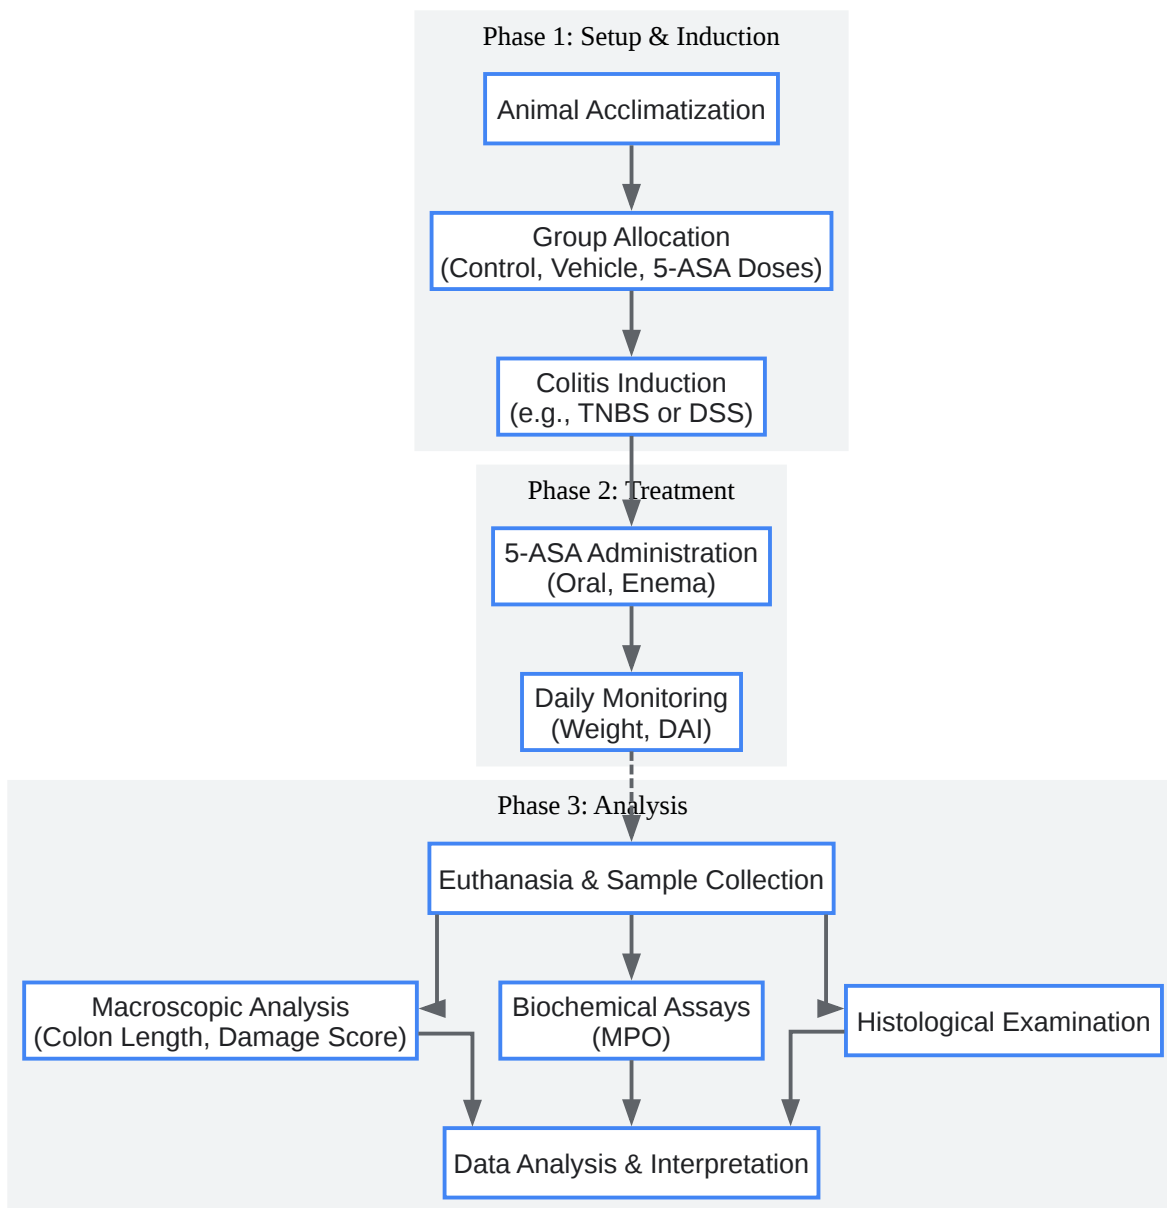 Phase 1: Setup & Induction
Animal Acclimatization
Group Allocation
(Control, Vehicle, 5-ASA Doses)
Colitis Induction
(e.g., TNBS or DSS)
Phase 2: Treatment
5-ASA Administration
(Oral, Enema)
Daily Monitoring
(Weight, DAI)
Phase 3: Analysis
Euthanasia & Sample Collection
Macroscopic Analysis
(Colon Length, Damage Score)
Biochemical Assays
(MPO)
Histological Examination
Data Analysis & Interpretation